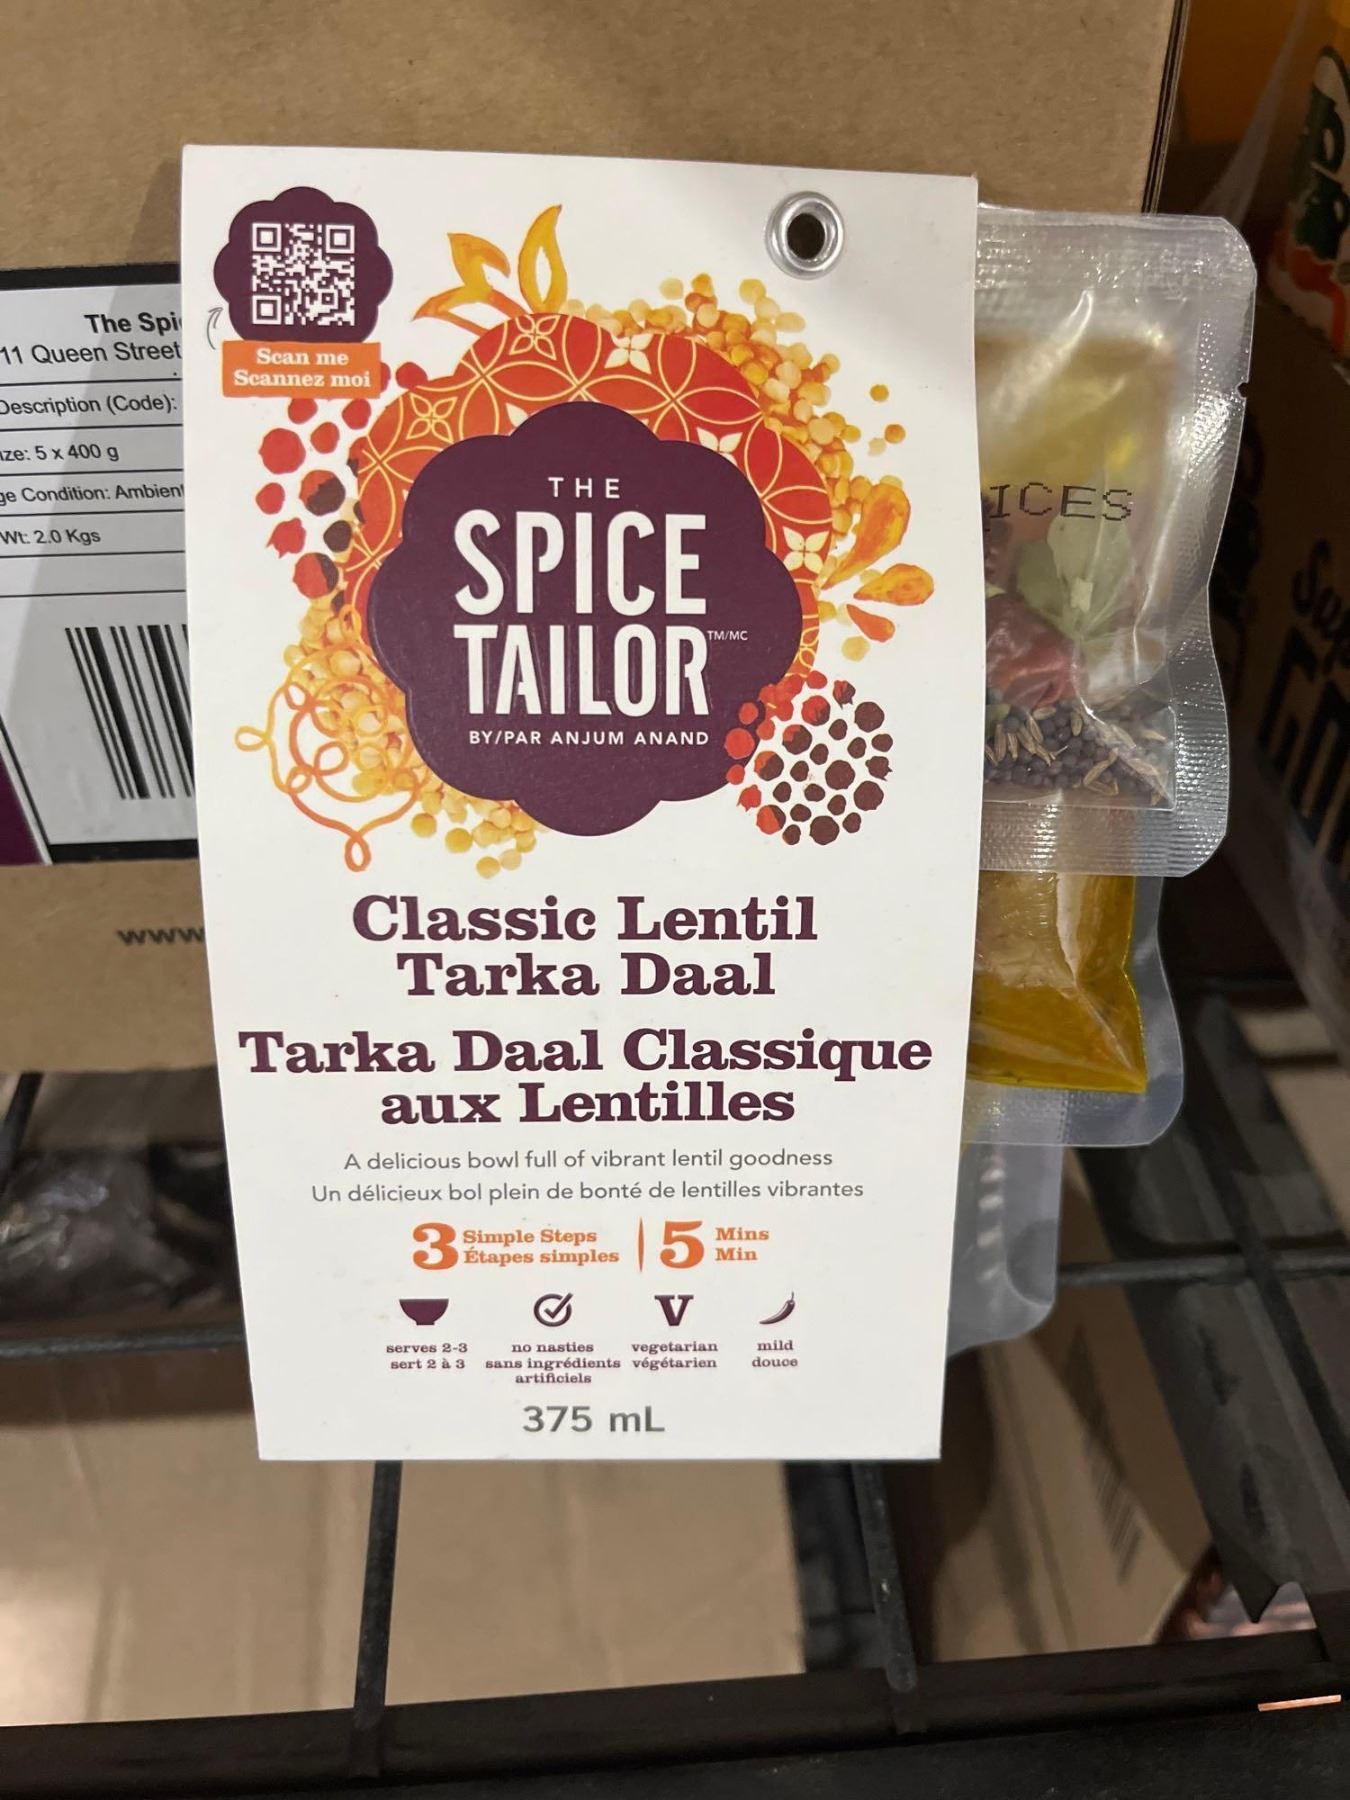 The
11 Queen Street
Description (Code):
5 x 400 g
Condition: Ambient
Wt: 2.0 Kgs
www
Scan me
Scannez moi
THE
SPICE
TAILOR TM/MC
BY/PAR ANJUM ANAND
ICES
Classic Lentil
Tarka Daal
Tarka Daal Classique
aux Lentilles
A delicious bowl full of vibrant lentil goodness
Un délicieux bol plein de bonté de lentilles vibrantes
3 Simple Steps
Étapes simples
5 Mins
Min
serves 2-3
sert 2 à 3
no nasties
sans ingrédients
artificiels
V
vegetarian
végétarien
mild
douce
375 mL